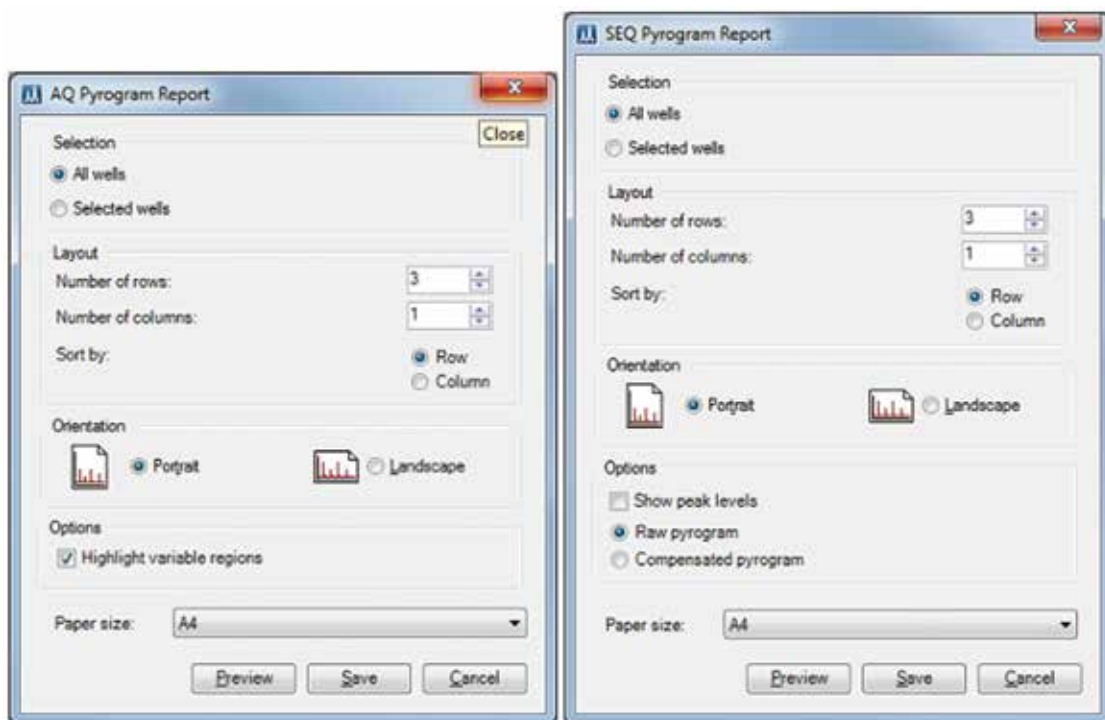 AQ Pyrogram Report
Close
Selection
All wells
Selected wells
Layout
Number of rows: 3
Number of columns: 1
Sort by: Row
Column
Orientation
Portrait Landscape
Options
Highlight variable regions
Paper size: A4
Preview Save Cancel
SEQ Pyrogram Report
Selection
All wells
Selected wells
Layout
Number of rows: 3
Number of columns: 1
Sort by: Row
Column
Orientation
Portrait Landscape
Options
Show peak levels
Raw pyrogram
Compensated pyrogram
Paper size: A4
Preview Save Cancel